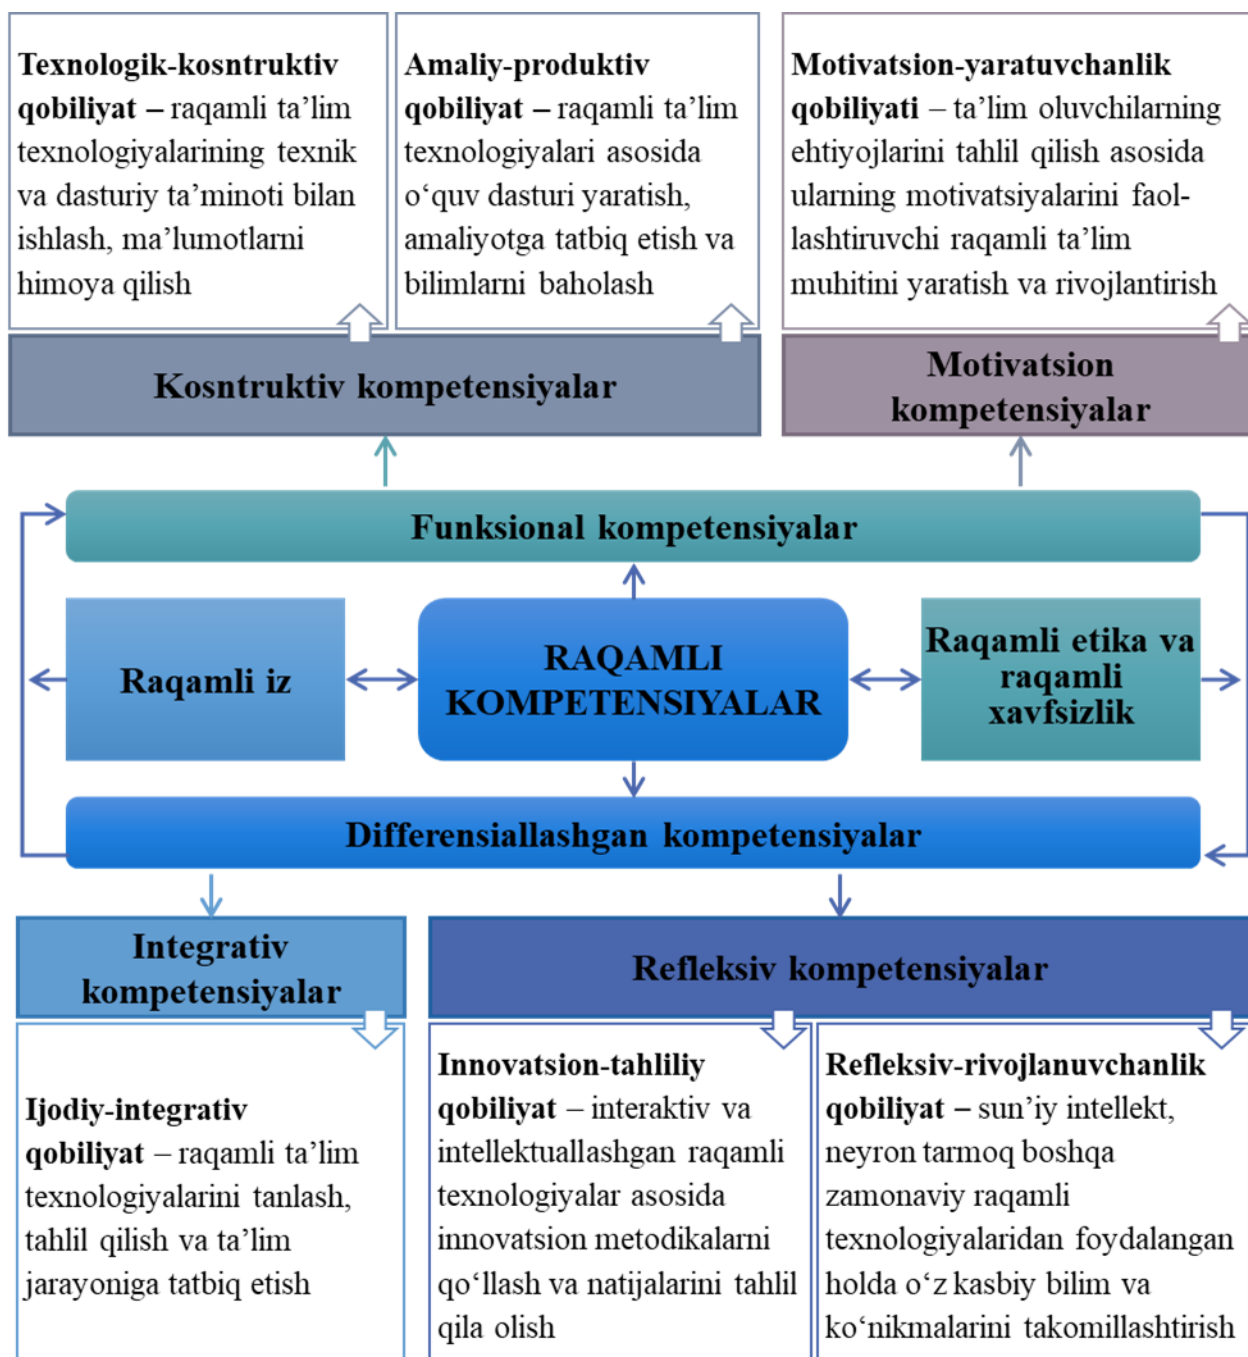 Texnologik-kosntruktiv
qobiliyat – raqamli ta’lim
texnologiyalarining texnik
va dasturiy ta’minoti bilan
ishlash, ma’lumotlarni
himoya qilish
Amaliy-produktiv
qobiliyat – raqamli ta’lim
texnologiyalari asosida
o‘quv dasturi yaratish,
amaliyotga tatbiq etish va
bilimlarni baholash
Motivatsion-yaratuvchanlik
qobiliyati – ta’lim oluvchilarning
ehtiyojlarini tahlil qilish asosida
ularning motivatsiyalarini faol-
lashtiruvchi raqamli ta’lim
muhitini yaratish va rivojlantirish
Kosntruktiv kompetensiyalar
Motivatsion
kompetensiyalar
Funksional kompetensiyalar
Raqamli iz
RAQAMLI
KOMPETENSIYALAR
Raqamli etika va
raqamli
xavfsizlik
Differensiallashgan kompetensiyalar
Integrativ
kompetensiyalar
Refleksiv kompetensiyalar
Ijodiy-integrativ
qobiliyat – raqamli ta’lim
texnologiyalarini tanlash,
tahlil qilish va ta’lim
jarayoniga tatbiq etish
Innovatsion-tahliliy
qobiliyat – interaktiv va
intellektuallashgan raqamli
texnologiyalar asosida
innovatsion metodikalarni
qo‘llash va natijalarini tahlil
qila olish
Refleksiv-rivojlanuvchanlik
qobiliyat – sun’iy intellekt,
neyron tarmoq boshqa
zamonaviy raqamli
texnologiyalaridan foydalangan
holda o‘z kasbiy bilim va
ko‘nikmalarini takomillashtirish